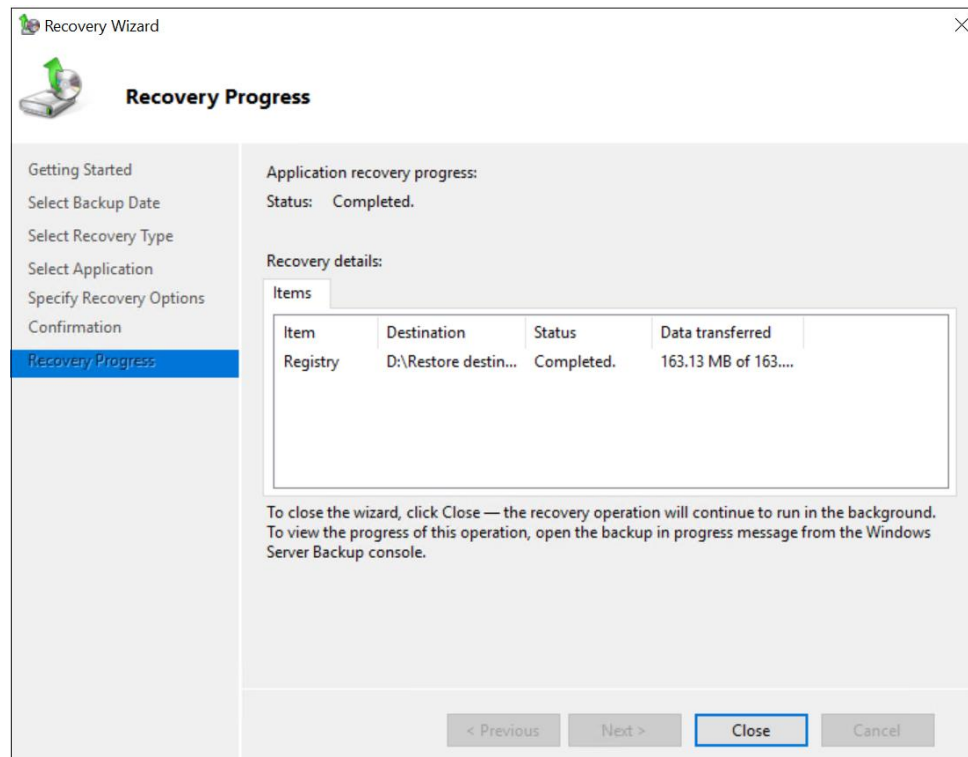 Recovery Wizard
Recovery Progress
Getting Started
Select Backup Date
Select Recovery Type
Select Application
Specify Recovery Options
Confirmation
Recovery Progress
Application recovery progress:
Status: Completed.
Recovery details:
Items
Item Destination Status Data transferred
Registry D:\Restore destin... Completed. 163.13 MB of 163....
To close the wizard, click Close — the recovery operation will continue to run in the background.
To view the progress of this operation, open the backup in progress message from the Windows
Server Backup console.
< Previous Next > Close Cancel